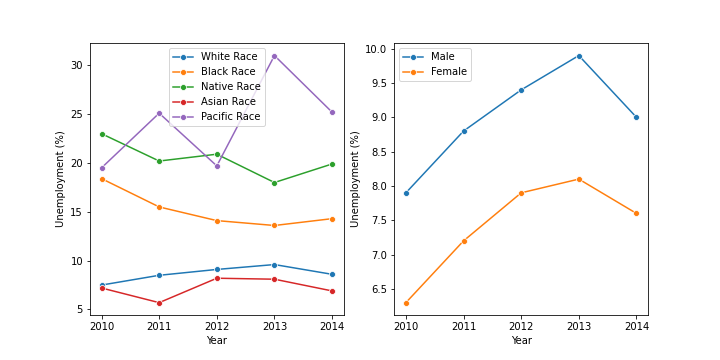 White Race
Black Race
Native Race
Asian Race
Pacific Race
30
25
20
15
10
5
Unemployment (%)
2010 2011 2012 2013 2014
Year
Male
Female
10.0
9.5
9.0
8.5
8.0
7.5
7.0
6.5
Unemployment (%)
2010 2011 2012 2013 2014
Year